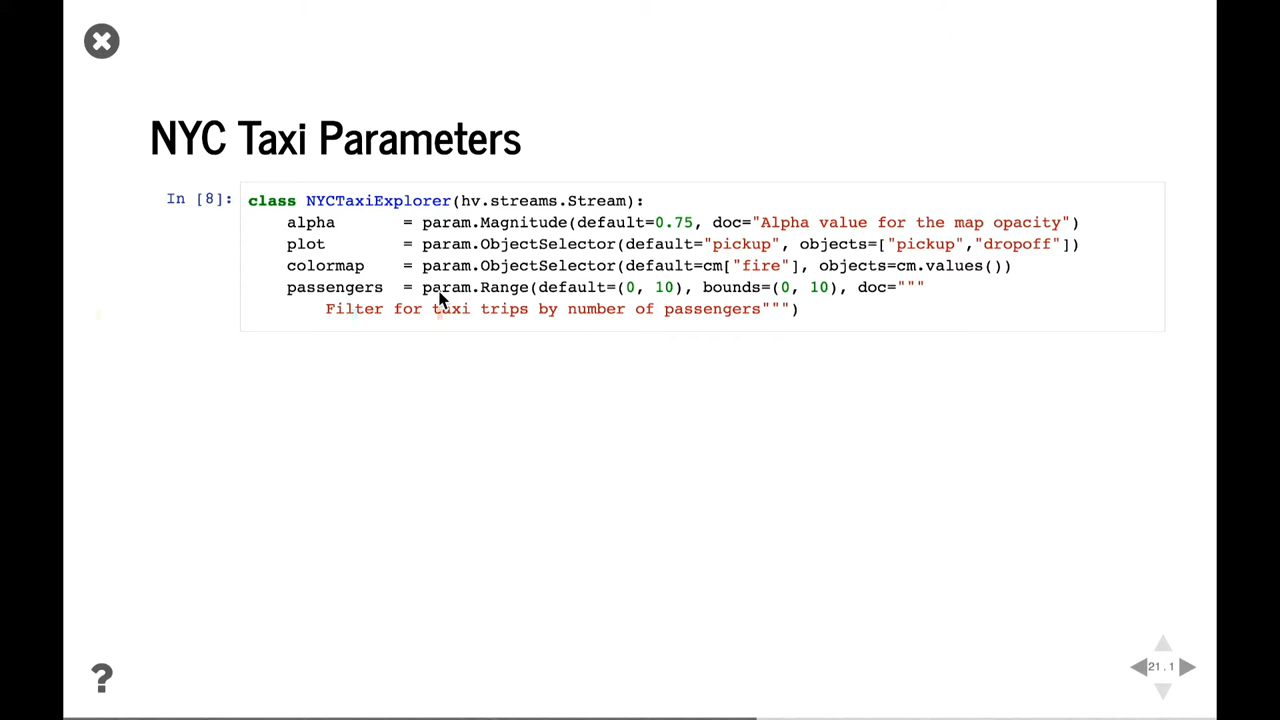 NYC Taxi Parameters
In [8]: class NYCTaxiExplorer(hv.streams.Stream):
alpha = param.Magnitude(default=0.75, doc="Alpha value for the map opacity")
plot = param.ObjectSelector(default="pickup", objects=["pickup","dropoff"])
colormap = param.ObjectSelector(default=cm["fire"], objects=cm.values())
passengers = param.Range(default=(0, 10), bounds=(0, 10), doc="""
Filter for taxi trips by number of passengers""")
?
21.1